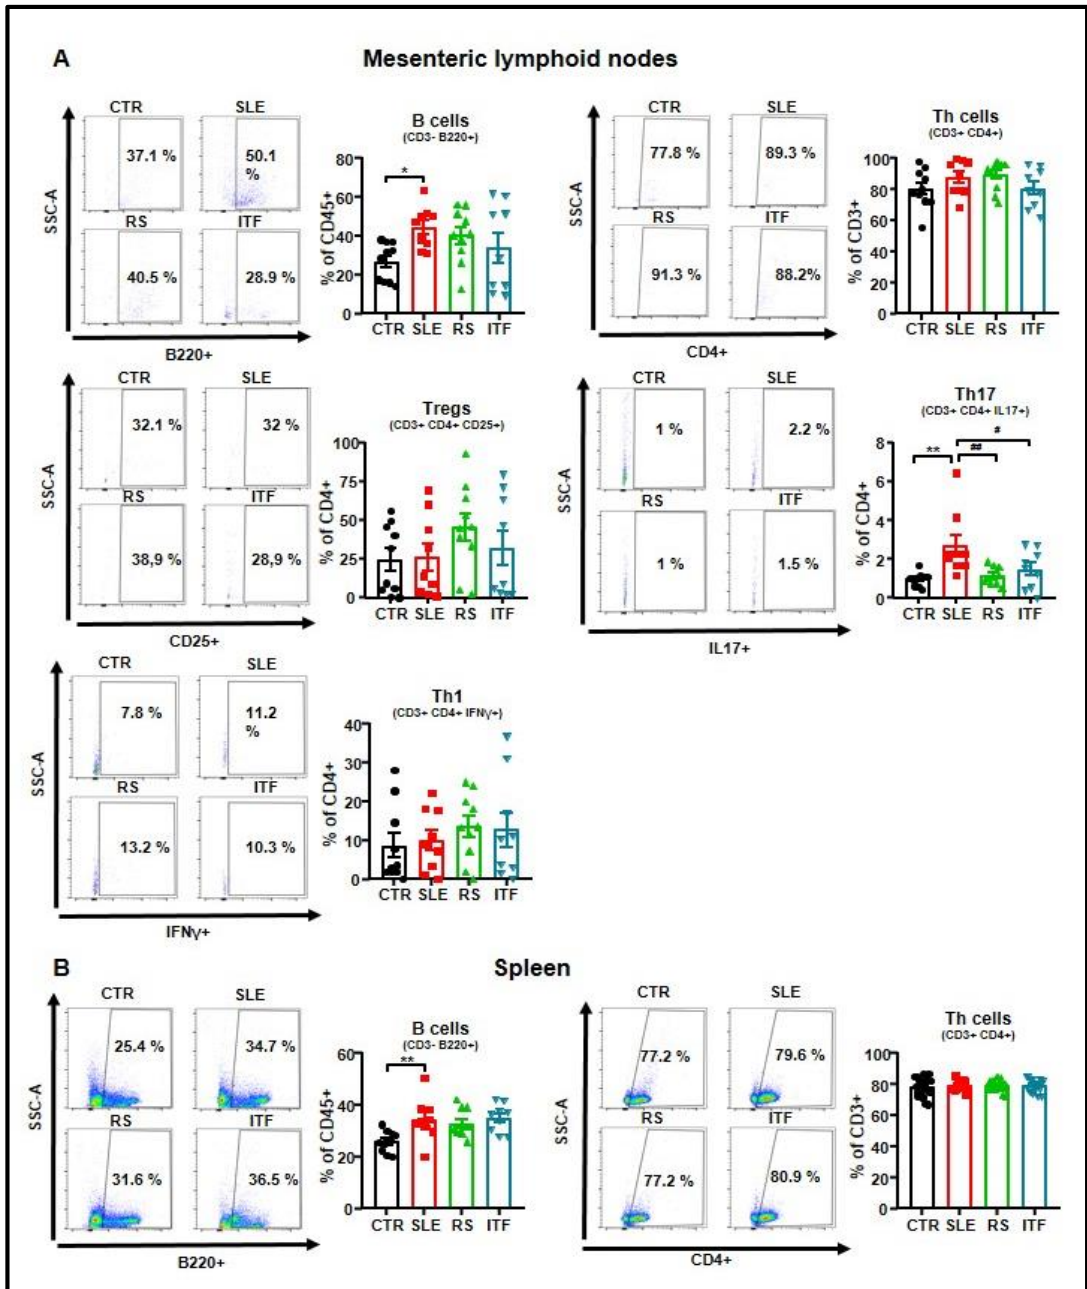 A
Mesenteric lymphoid nodes
CTR SLE
37.1 % 50.1
%
RS ITF
40.5 % 28.9 %
SSC-A
B220+
B cells
(CD3- B220+)
% of CD45+
80
60
40
20
0
*
CTR SLE RS ITF
CTR SLE
77.8 % 89.3 %
RS ITF
91.3 % 88.2%
SSC-A
CD4+
Th cells
(CD3+ CD4+)
% of CD3+
100
80
60
40
20
0
CTR SLE RS ITF
CTR SLE
32.1 % 32 %
RS ITF
38,9 % 28,9 %
SSC-A
CD25+
Tregs
(CD3+ CD4+ CD25+)
% of CD4+
100
75
50
25
0
CTR SLE RS ITF
CTR SLE
1 % 2.2 %
RS ITF
1 % 1.5 %
SSC-A
IL17+
Th17
(CD3+ CD4+ IL17+)
% of CD4+
8
6
4
2
0
** ## #
CTR SLE RS ITF
CTR SLE
7.8 % 11.2
%
RS ITF
13.2 % 10.3 %
SSC-A
IFNγ+
Th1
(CD3+ CD4+ IFNγ+)
% of CD4+
40
30
20
10
0
CTR SLE RS ITF
B
Spleen
CTR SLE
25.4 % 34.7 %
RS ITF
31.6 % 36.5 %
SSC-A
B220+
B cells
(CD3- B220+)
% of CD45+
60
40
20
0
**
CTR SLE RS ITF
CTR SLE
77.2 % 79.6 %
RS ITF
77.2 % 80.9 %
SSC-A
CD4+
Th cells
(CD3+ CD4+)
% of CD3+
100
80
60
40
20
0
CTR SLE RS ITF